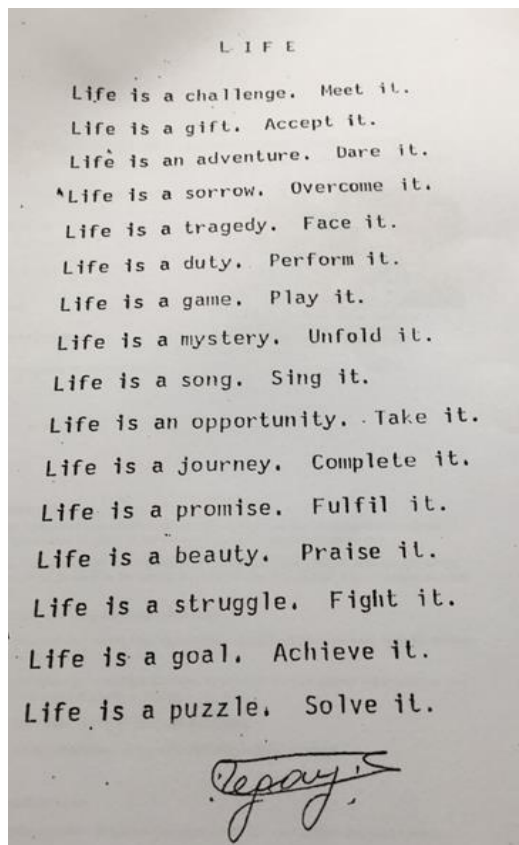 L I F E
Life is a challenge. Meet it.
Life is a gift. Accept it.
Life is an adventure. Dare it.
Life is a sorrow. Overcome it.
Life is a tragedy. Face it.
Life is a duty. Perform it.
Life is a game. Play it.
Life is a mystery. Unfold it.
Life is a song. Sing it.
Life is an opportunity. Take it.
Life is a journey. Complete it.
Life is a promise. Fulfil it.
Life is a beauty. Praise it.
Life is a struggle. Fight it.
Life is a goal. Achieve it.
Life is a puzzle. Solve it.